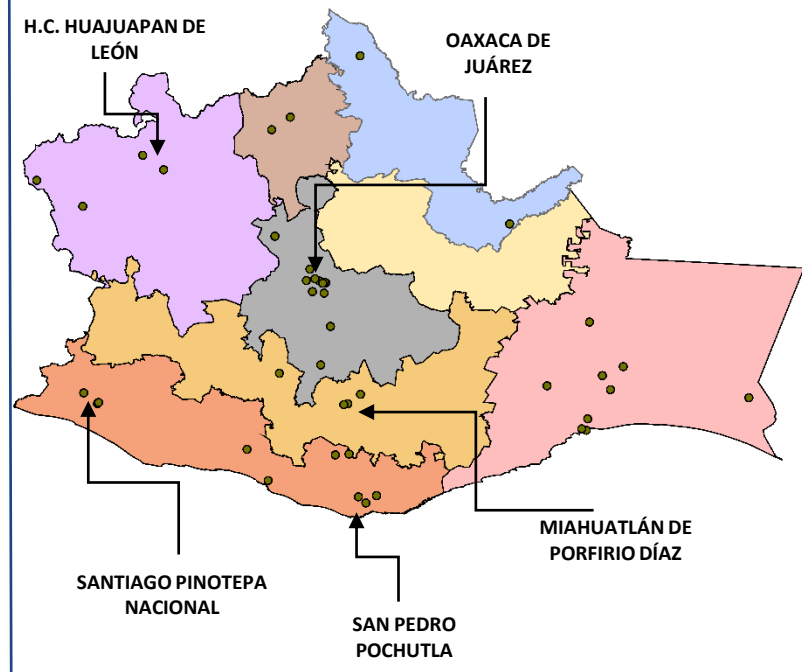 H.C. HUAJUAPAN DE
LEÓN
OAXACA DE
JUÁREZ
MIAHUATLÁN DE
PORFIRIO DÍAZ
SANTIAGO PINOTEPA
NACIONAL
SAN PEDRO
POCHUTLA